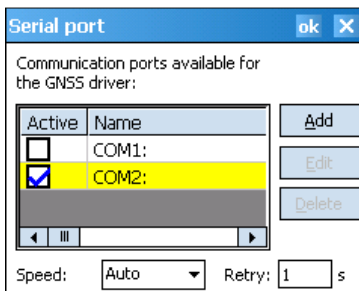 Serial port ok X
Communication ports available for
the GNSS driver:
Active Name
COM1:
COM2:
Add
Edit
Delete
Speed: Auto Retry: 1 s